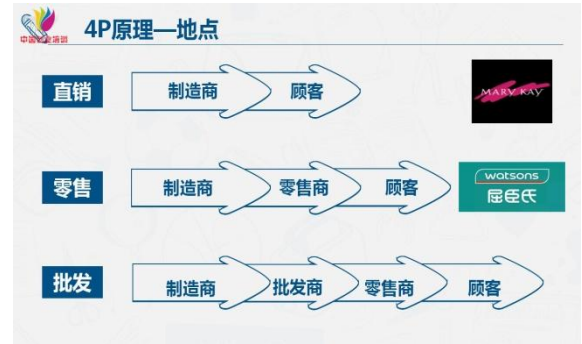 4P原理—地点
直销
制造商
顾客
MARY KAY
零售
制造商
零售商
顾客
watsons
屈臣氏
批发
制造商
批发商
零售商
顾客